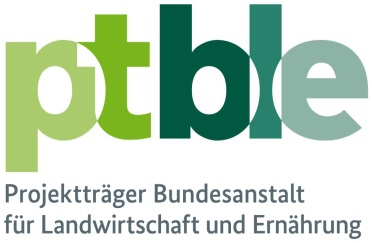 ptble
Projektträger Bundesanstalt
für Landwirtschaft und Ernährung